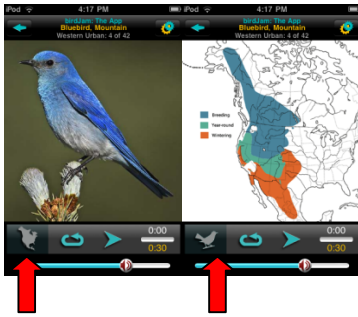 iPod 4:17 PM
birdJam: The App
Bluebird, Mountain
Western Urban: 4 of 42
0:00
0:30
iPod 4:17 PM
birdJam: The App
Bluebird, Mountain
Western Urban: 4 of 42
Breeding
Year-round
Wintering
0:00
0:30